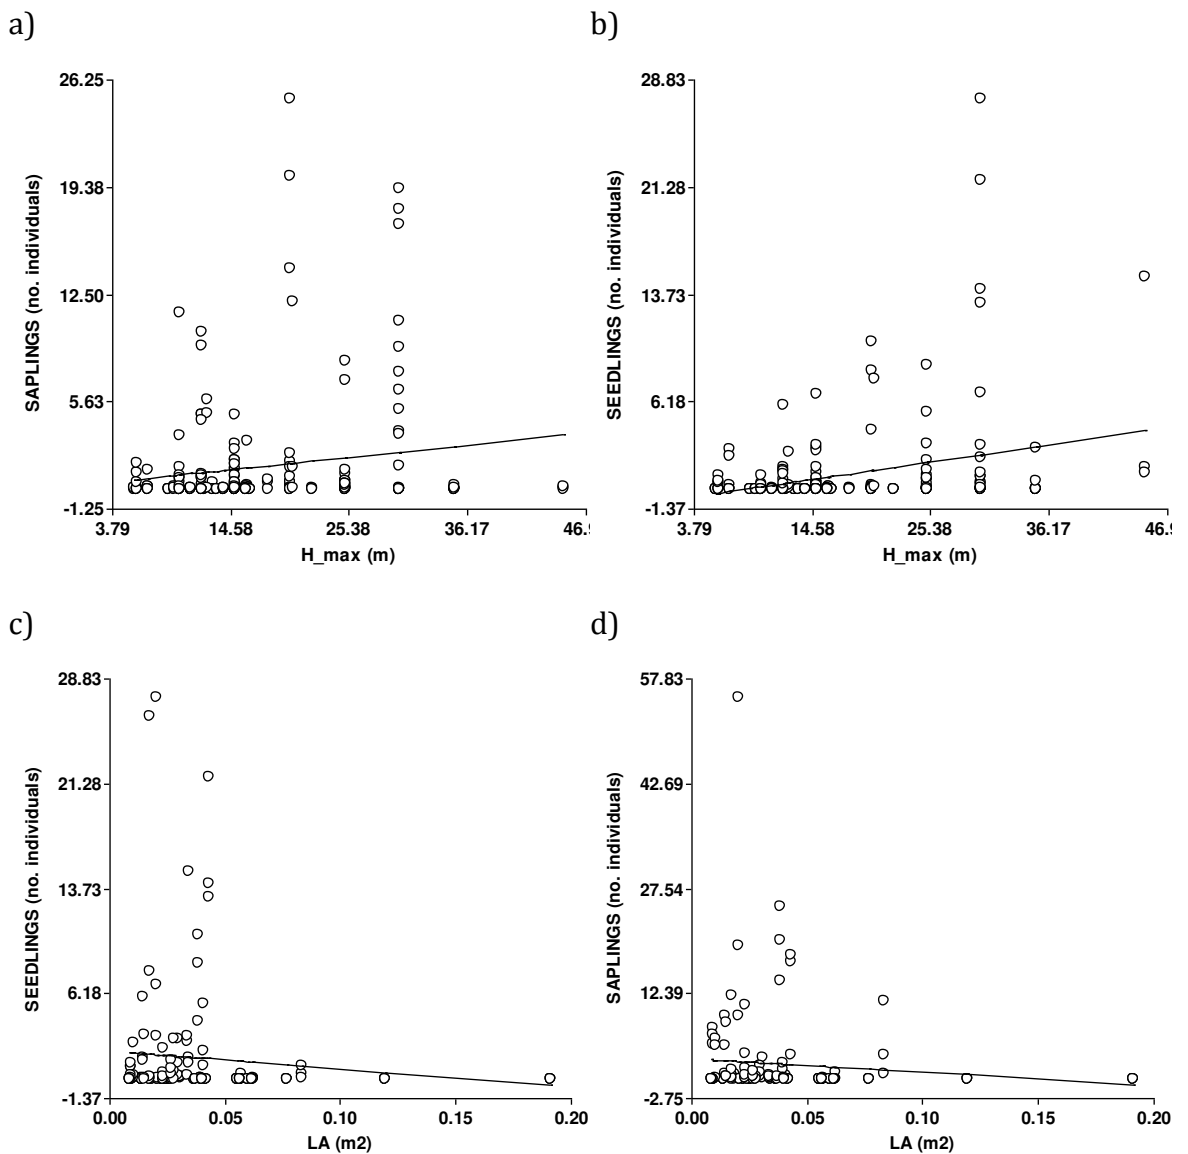 a)
26.25
19.38
12.50
5.63
-1.25
SAPLINGS (no. individuals)
3.79 14.58 25.38 36.17 46.9
H_max (m)
b)
28.83
21.28
13.73
6.18
-1.37
SEEDLINGS (no. individuals)
3.79 14.58 25.38 36.17 46.9
H_max (m)
c)
28.83
21.28
13.73
6.18
-1.37
SEEDLINGS (no. individuals)
0.00 0.05 0.10 0.15 0.20
LA (m2)
d)
57.83
42.69
27.54
12.39
-2.75
SAPLINGS (no. individuals)
0.00 0.05 0.10 0.15 0.20
LA (m2)